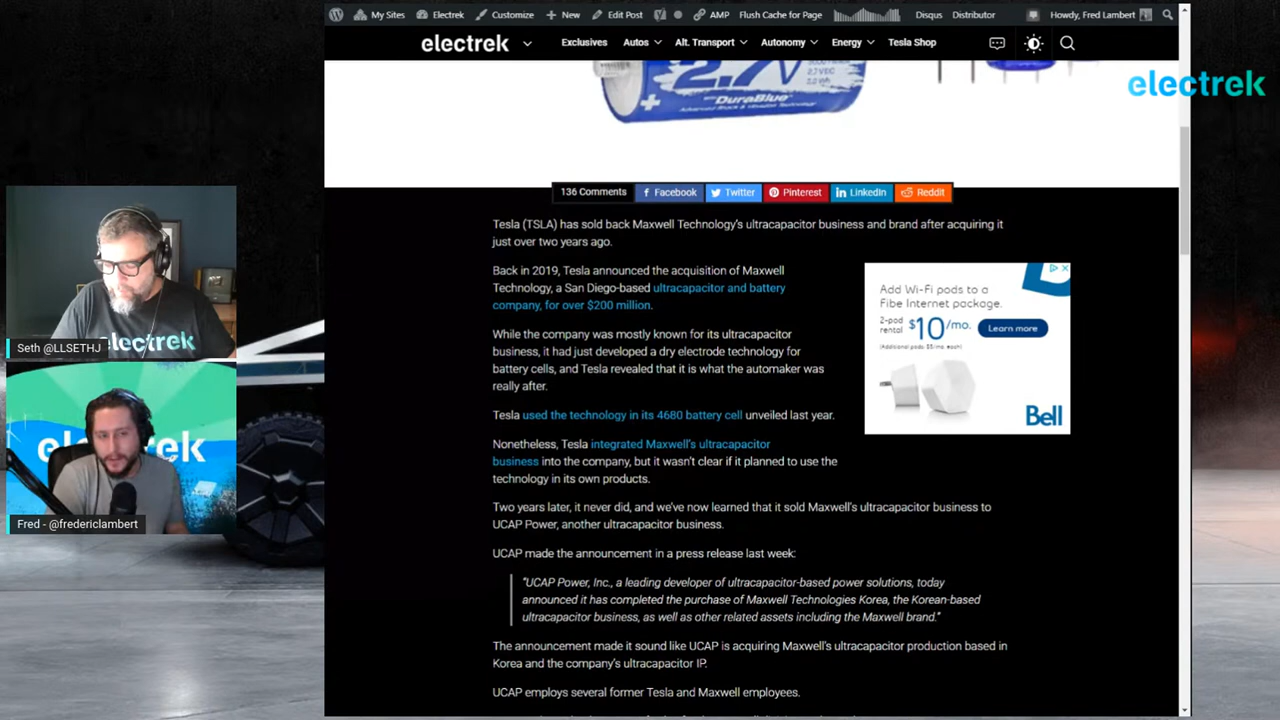 My Sites Electrek Customize New Edit Post AMP Flush Cache for Page Disqus Distributor Howdy, Fred Lambert
electrek Exclusives Autos Alt. Transport Autonomy Energy Tesla Shop
electrek
2.7V
DuraBlue
136 Comments Facebook Twitter Pinterest LinkedIn Reddit
Tesla (TSLA) has sold back Maxwell Technology's ultracapacitor business and brand after acquiring it
just over two years ago.
Back in 2019, Tesla announced the acquisition of Maxwell
Technology, a San Diego-based ultracapacitor and battery
company, for over $200 million.
While the company was mostly known for its ultracapacitor
business, it had just developed a dry electrode technology for
battery cells, and Tesla revealed that it is what the automaker was
really after.
Tesla used the technology in its 4680 battery cell unveiled last year.
Nonetheless, Tesla integrated Maxwell's ultracapacitor
business into the company, but it wasn't clear if it planned to use the
technology in its own products.
Add Wi-Fi pods to a
Fibe Internet package.
2-pod
rental $10/mo. Learn more
(Additional pods: $5/mo. each)
Bell
Two years later, it never did, and we've now learned that it sold Maxwell's ultracapacitor business to
UCAP Power, another ultracapacitor business.
UCAP made the announcement in a press release last week:
"UCAP Power, Inc., a leading developer of ultracapacitor-based power solutions, today
announced it has completed the purchase of Maxwell Technologies Korea, the Korean-based
ultracapacitor business, as well as other related assets including the Maxwell brand."
The announcement made it sound like UCAP is acquiring Maxwell's ultracapacitor production based in
Korea and the company's ultracapacitor IP.
UCAP employs several former Tesla and Maxwell employees.
electrek
Seth @LLSETHJ
electrek
Fred - @fredericlambert